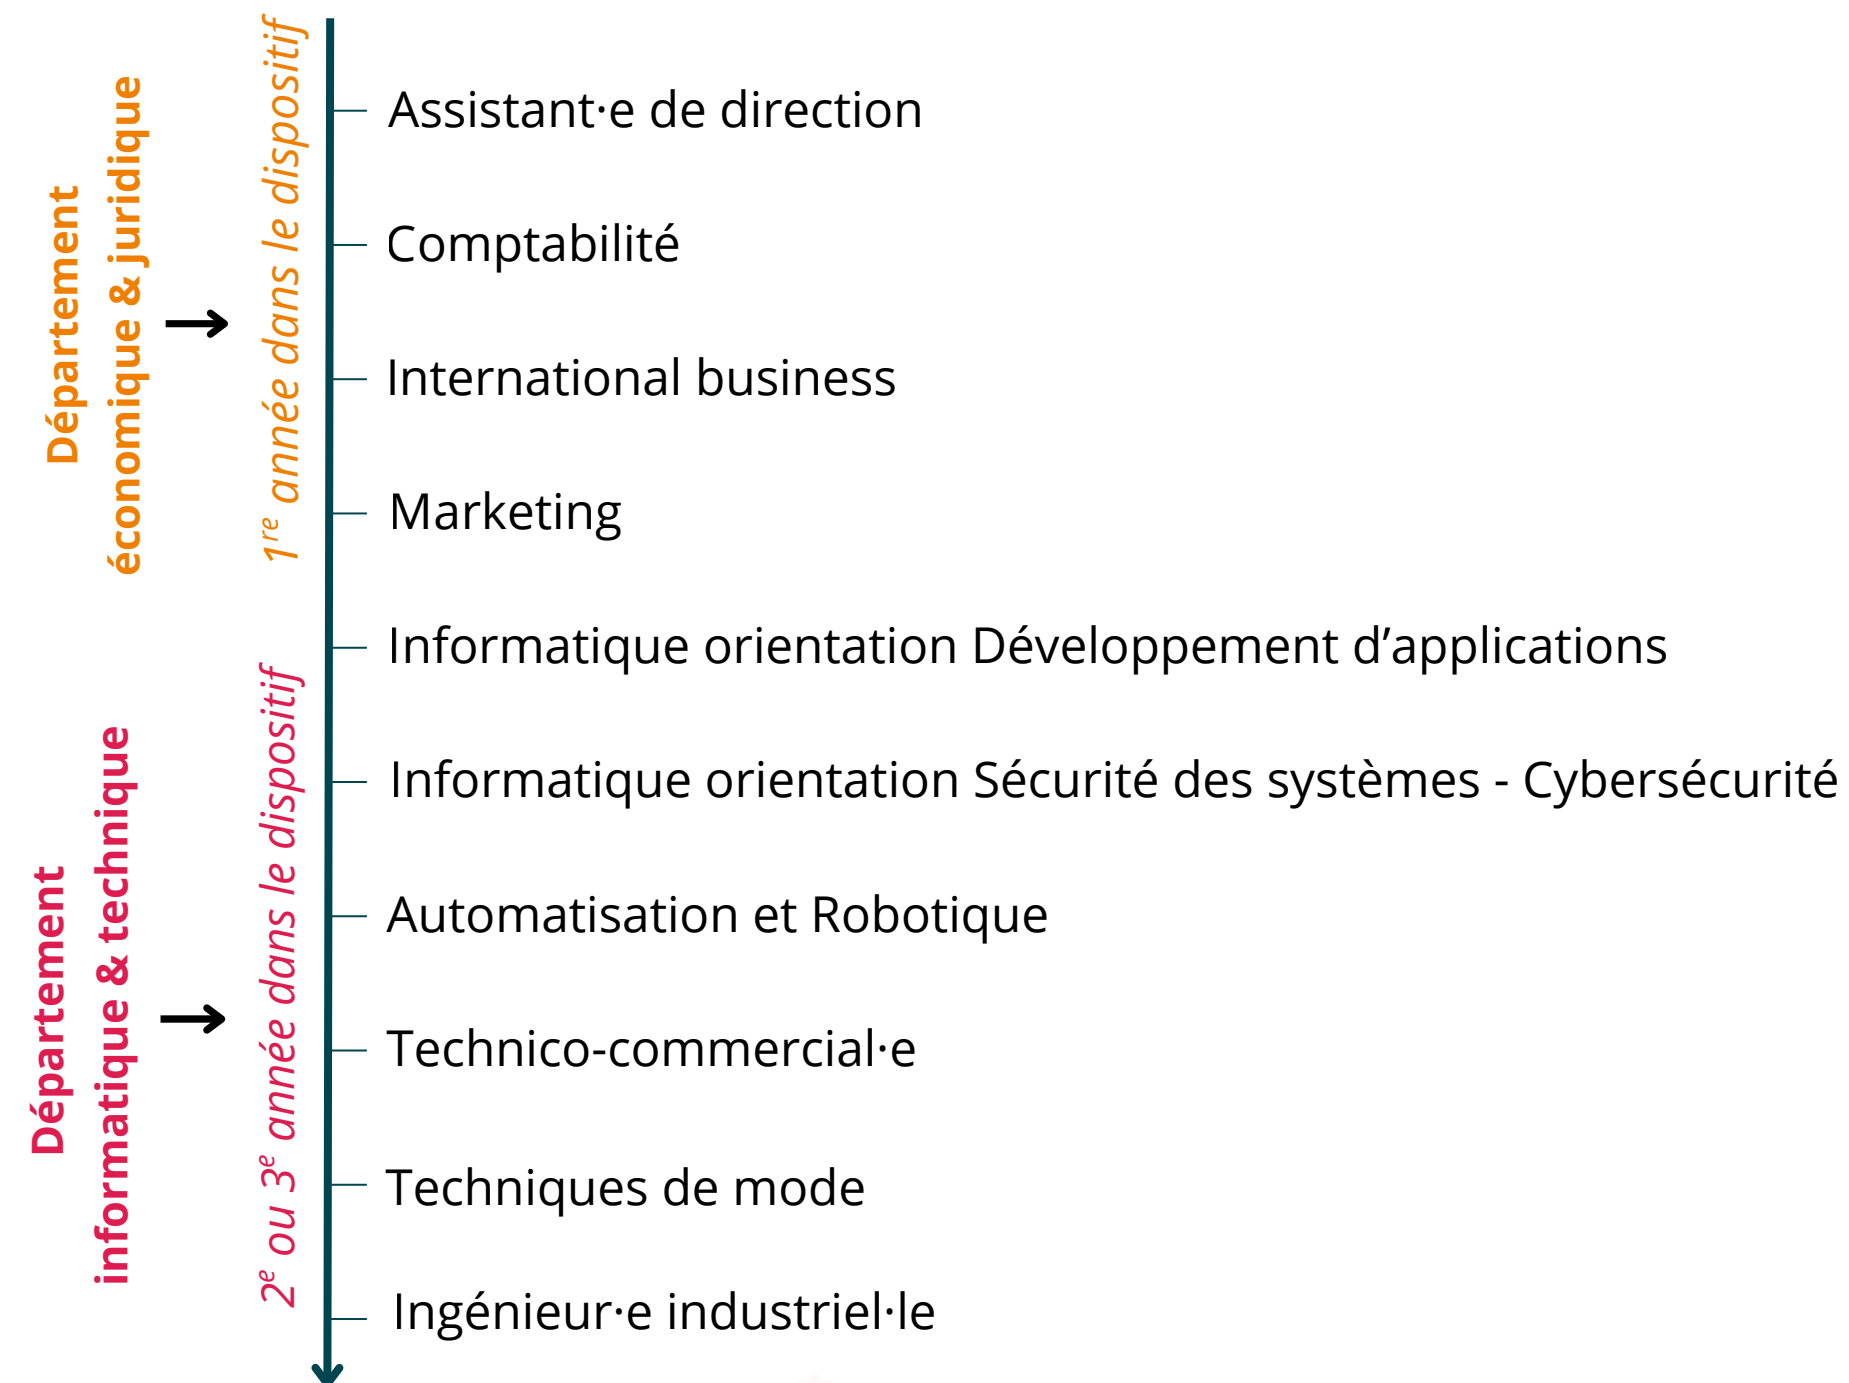 Département
économique & juridique
1re année dans le dispositif
Assistant·e de direction
Comptabilité
International business
Marketing
Département
informatique & technique
2e ou 3e année dans le dispositif
Informatique orientation Développement d’applications
Informatique orientation Sécurité des systèmes - Cybersécurité
Automatisation et Robotique
Technico-commercial·e
Techniques de mode
Ingénieur·e industriel·le